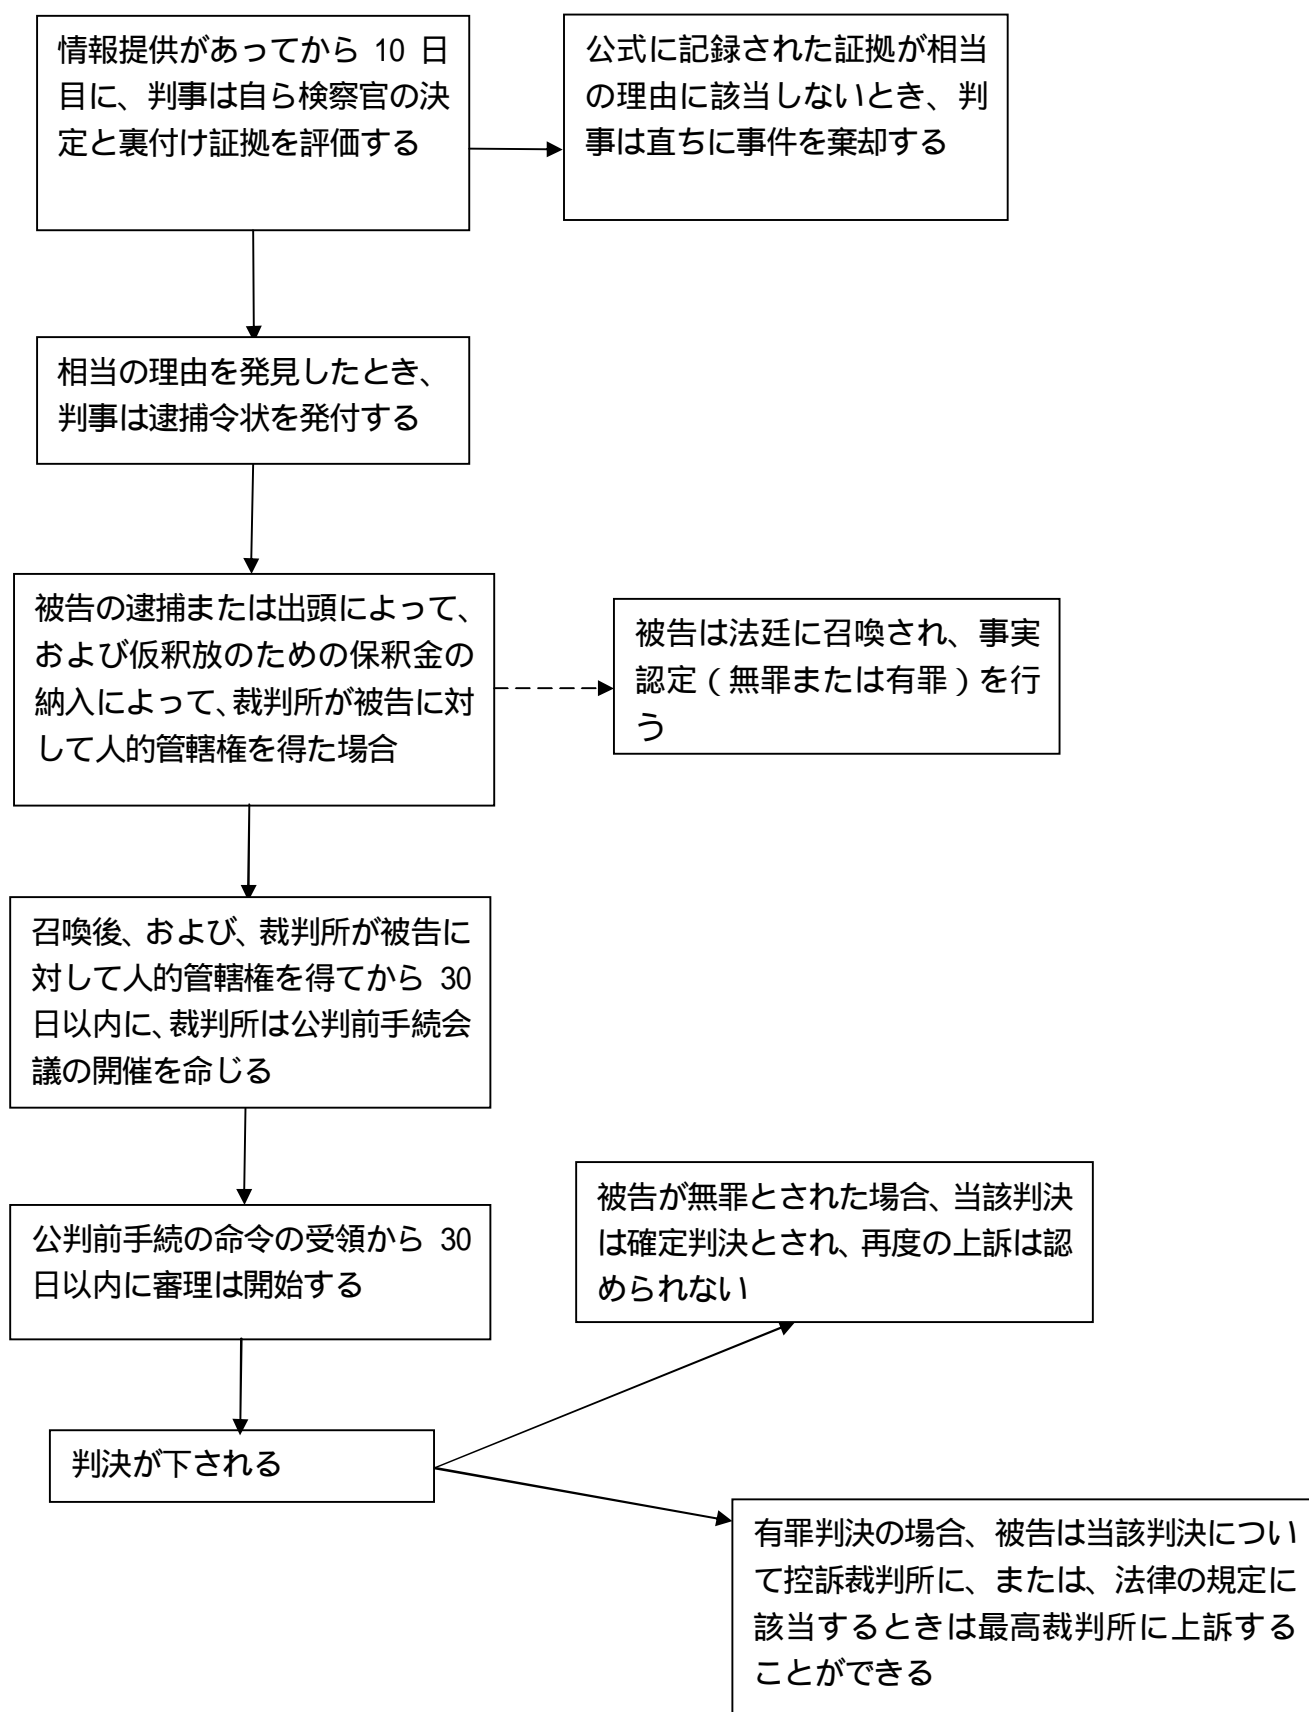 情報提供があってから 10 日
目に、判事は自ら検察官の決
定と裏付け証拠を評価する
公式に記録された証拠が相当
の理由に該当しないとき、判
事は直ちに事件を棄却する
相当の理由を発見したとき、
判事は逮捕令状を発付する
被告の逮捕または出頭によって、
および仮釈放のための保釈金の
納入によって、裁判所が被告に対
して人的管轄権を得た場合
被告は法廷に召喚され、事実
認定（無罪または有罪）を行
う
召喚後、および、裁判所が被告に
対して人的管轄権を得てから 30
日以内に、裁判所は公判前手続会
議の開催を命じる
公判前手続の命令の受領から 30
日以内に審理は開始する
被告が無罪とされた場合、当該判決
は確定判決とされ、再度の上訴は認
められない
判決が下される
有罪判決の場合、被告は当該判決につい
て控訴裁判所に、または、法律の規定に
該当するときは最高裁判所に上訴する
ことができる